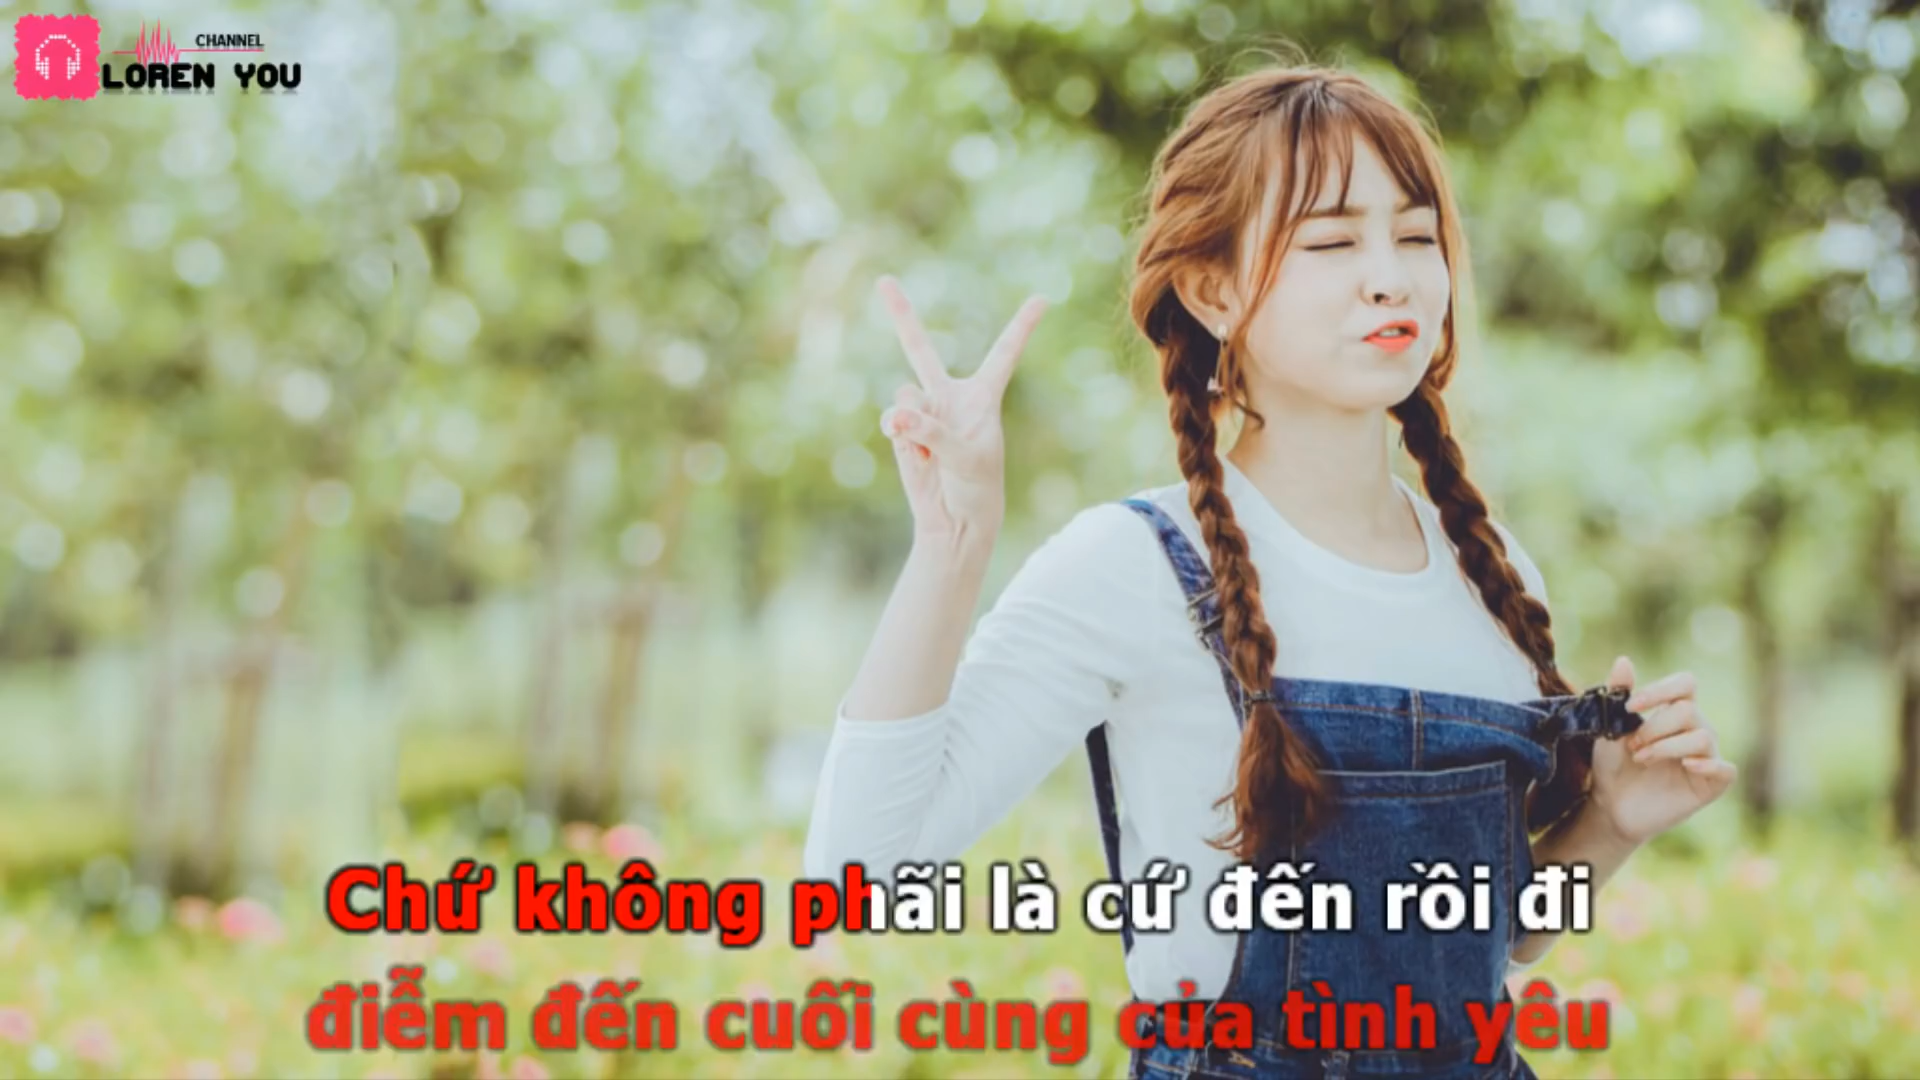 CHANNEL
LOREN YOU
Chứ không phãi là cứ đến rồi đi
điễm đến cuối cùng của tình yêu